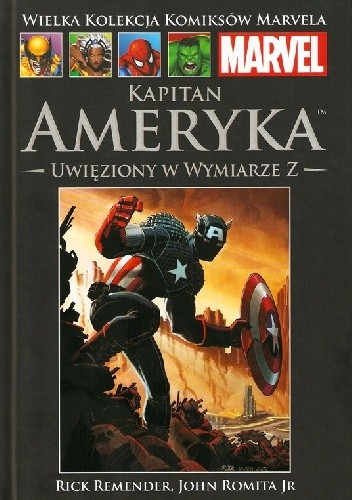 WIELKA KOLEKCJA KOMIKSÓW MARVELA
MARVEL
KAPITAN
AMERYKA™
UWIĘZIONY W WYMIARZE Z
RICK REMENDER, JOHN ROMITA JR